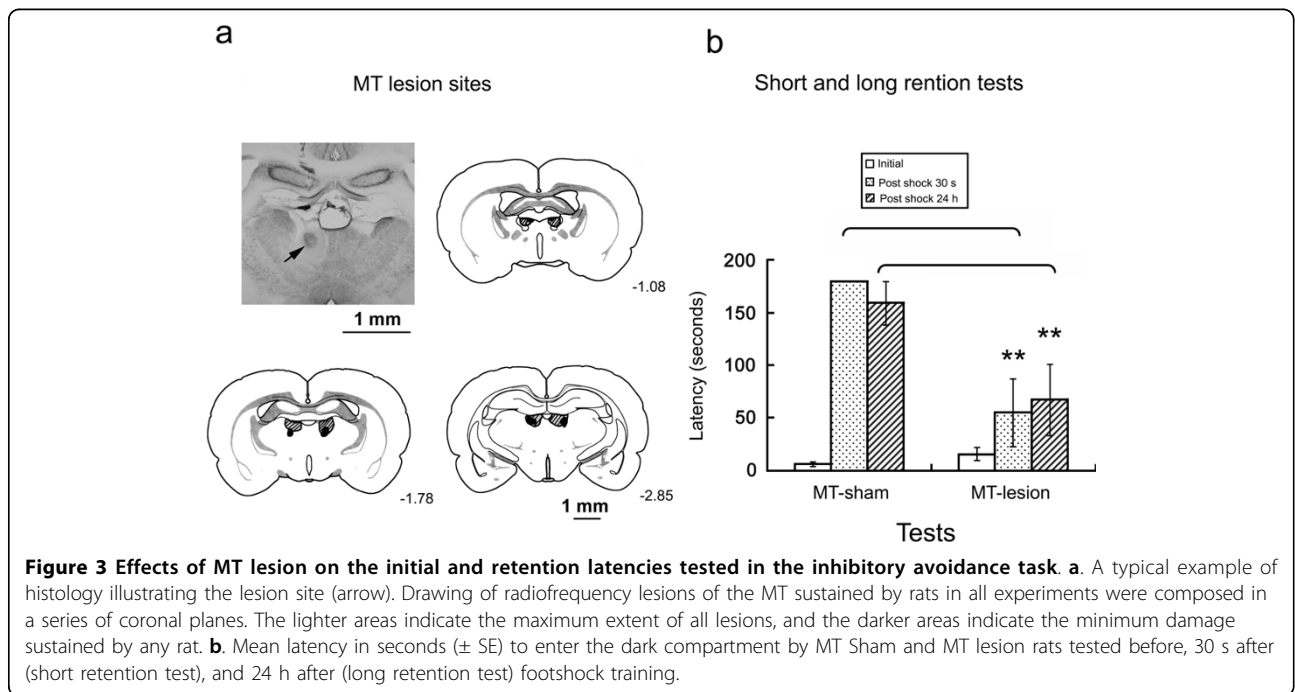 a
MT lesion sites
1 mm
-1.08
-1.78
-2.85
1 mm
b
Short and long rention tests
Initial
Post shock 30 s
Post shock 24 h
Latency (seconds)
200
150
100
50
0
**
**
MT-sham
MT-lesion
Tests
Figure 3 Effects of MT lesion on the initial and retention latencies tested in the inhibitory avoidance task. a. A typical example of
histology illustrating the lesion site (arrow). Drawing of radiofrequency lesions of the MT sustained by rats in all experiments were composed in
a series of coronal planes. The lighter areas indicate the maximum extent of all lesions, and the darker areas indicate the minimum damage
sustained by any rat. b. Mean latency in seconds (± SE) to enter the dark compartment by MT Sham and MT lesion rats tested before, 30 s after
(short retention test), and 24 h after (long retention test) footshock training.